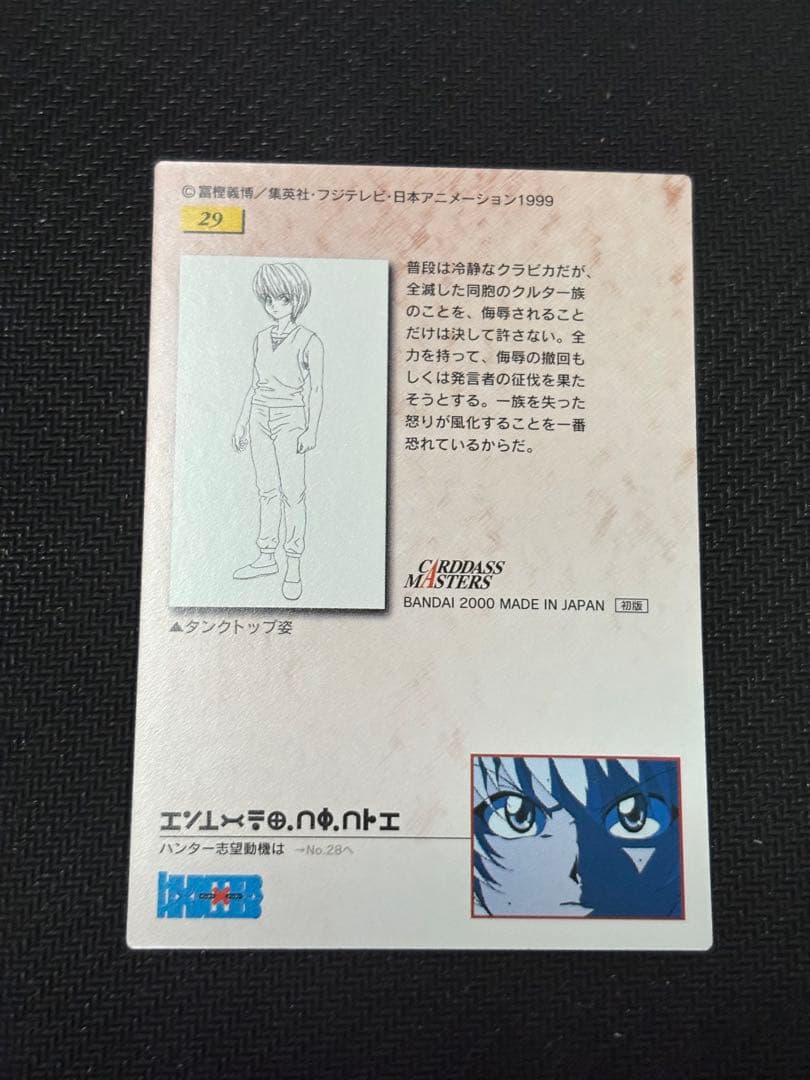 ©冨樫義博／集英社・フジテレビ・日本アニメーション1999
29
普段は冷静なクラピカだが、
全滅した同胞のクルタ一族
のことを、侮辱されること
だけは決して許さない。全
力を持って、侮辱の撤回も
しくは発言者の征伐を果た
そうとする。一族を失った
怒りが風化することを一番
恐れているからだ。
CARDDASS
MASTERS
BANDAI 2000 MADE IN JAPAN 初版
▲タンクトップ姿
ハンター志望動機は →No.28へ